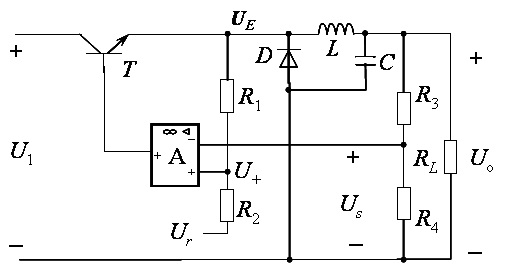 U_E
+
L
+
T
D
C
R_1
R_3
∞ Δ
−
U_1
+ A
+
U_+
+
R_L
U_o
R_2
U_s
R_4
U_r
−
−
−